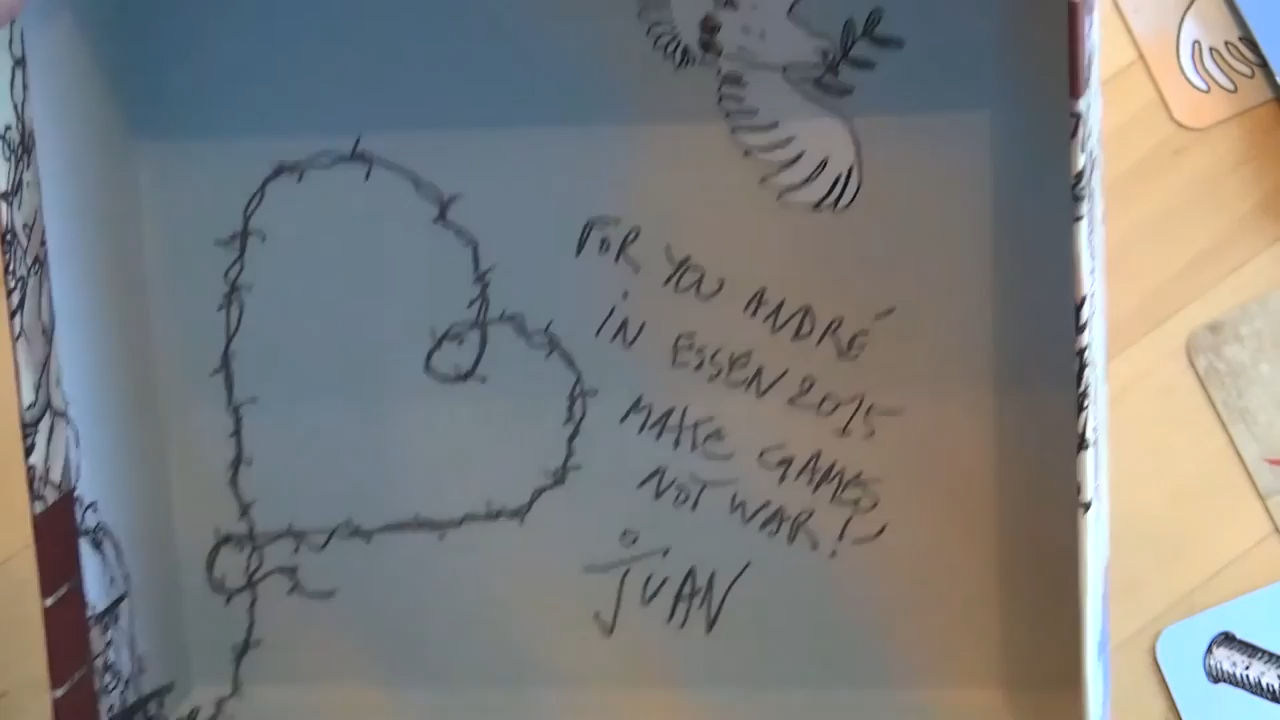 FOR YOU ANDRÉ
IN ESSEN 2015
MAKE GAMES
NOT WAR!
JUAN